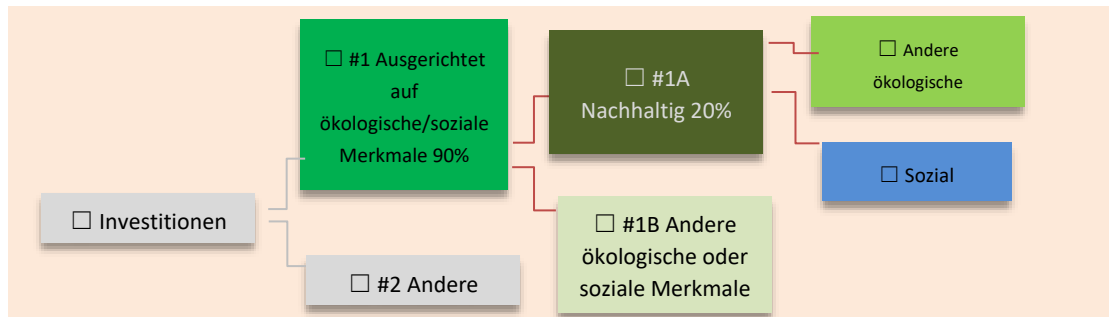 ☐ #1 Ausgerichtet
auf
ökologische/soziale
Merkmale 90%
☐ #1A
Nachhaltig 20%
☐ Andere
ökologische
☐ Sozial
☐ Investitionen
☐ #1B Andere
ökologische oder
soziale Merkmale
☐ #2 Andere